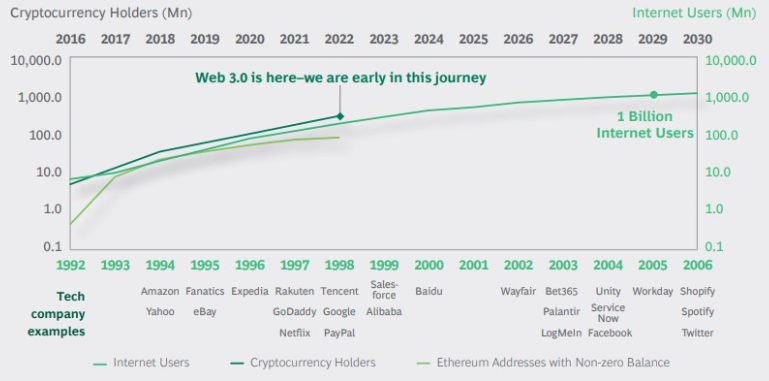 Cryptocurrency Holders (Mn) Internet Users (Mn)
2016 2017 2018 2019 2020 2021 2022 2023 2024 2025 2026 2027 2028 2029 2030
10,000.0 10,000.0
Web 3.0 is here–we are early in this journey
1,000.0 1,000.0
1 Billion
Internet Users
100.0 100.0
10.0 10.0
1.0 1.0
0.1 0.1
1992 1993 1994 1995 1996 1997 1998 1999 2000 2001 2002 2003 2004 2005 2006
Tech
company
examples
Amazon Fanatics Expedia Rakuten Tencent Sales-
force Baidu Wayfair Bet365 Unity Workday Shopify
Yahoo eBay GoDaddy Google Alibaba Palantir Service
Now Spotify
Netflix PayPal LogMeIn Facebook Twitter
Internet Users Cryptocurrency Holders Ethereum Addresses with Non-zero Balance